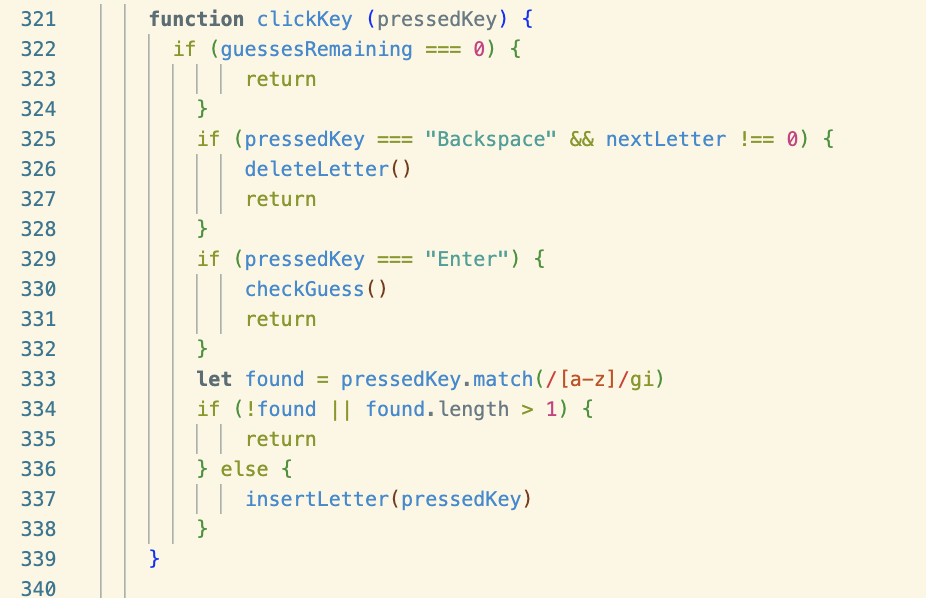 321 function clickKey (pressedKey) {
322 if (guessesRemaining === 0) {
323 return
324 }
325 if (pressedKey === "Backspace" && nextLetter !== 0) {
326 deleteLetter()
327 return
328 }
329 if (pressedKey === "Enter") {
330 checkGuess()
331 return
332 }
333 let found = pressedKey.match(/[a-z]/gi)
334 if (!found || found.length > 1) {
335 return
336 } else {
337 insertLetter(pressedKey)
338 }
339 }
340